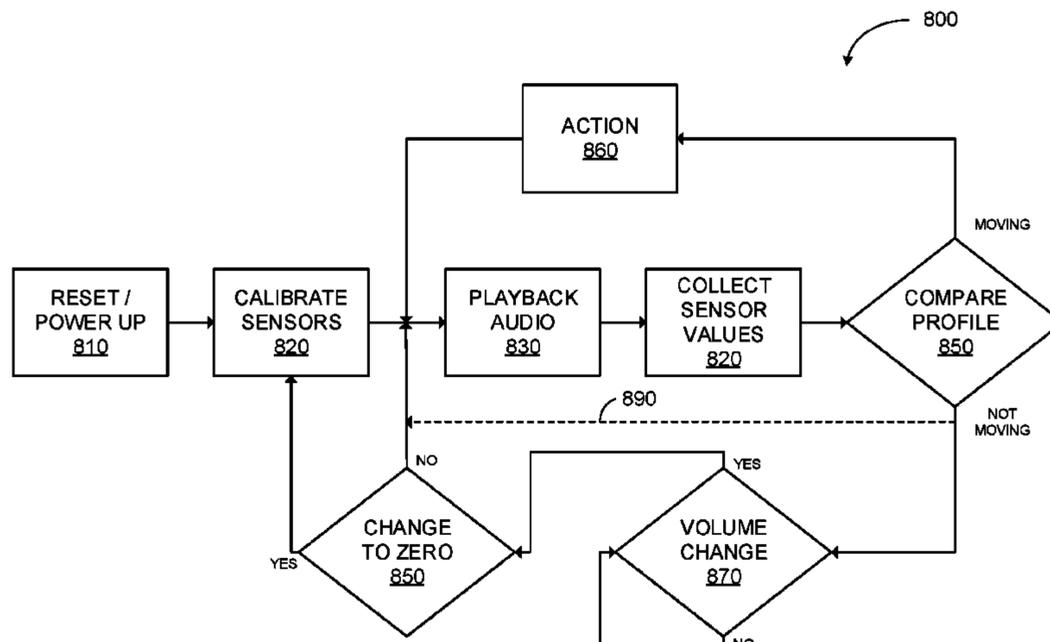 800
ACTION
860
MOVING
RESET /
POWER UP
810
CALIBRATE
SENSORS
820
PLAYBACK
AUDIO
830
COLLECT
SENSOR
VALUES
820
COMPARE
PROFILE
850
890
NOT
MOVING
NO
YES
CHANGE
TO ZERO
850
YES
VOLUME
CHANGE
870
NO